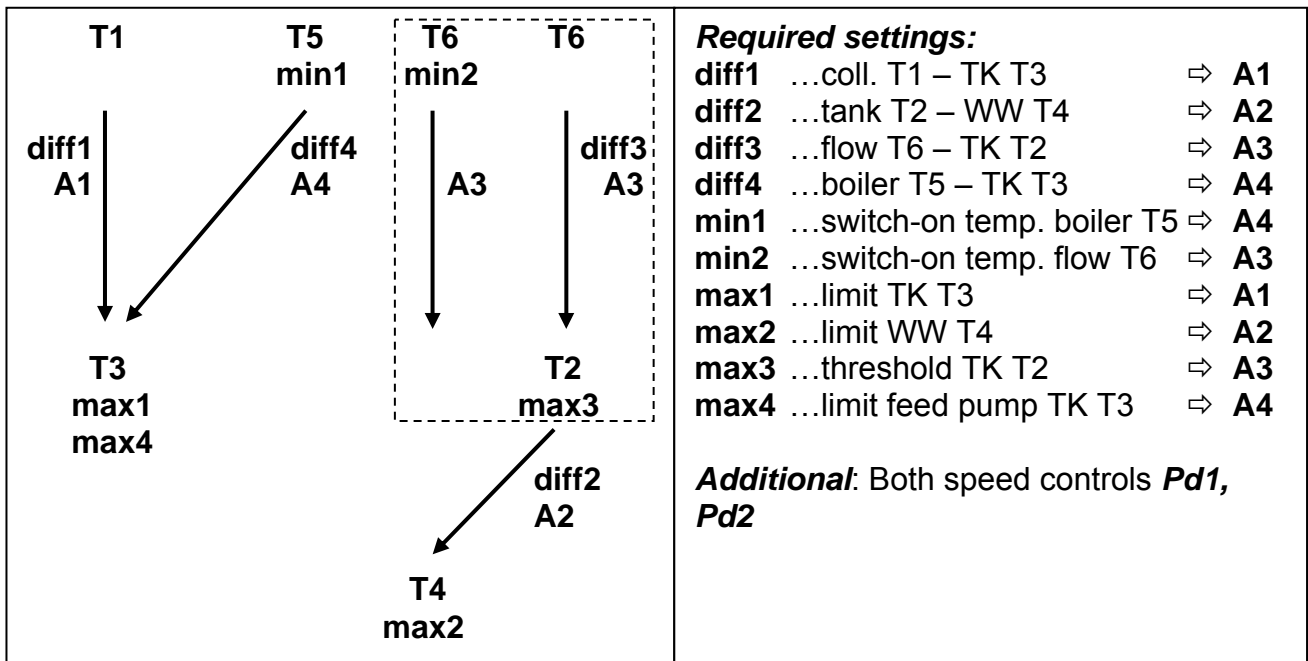 T1 T5 T6 T6
min1 min2
diff1 diff4 diff3
A1 A4 A3 A3
T3 T2
max1 max3
max4
diff2
A2
T4
max2
Required settings:
diff1 …coll. T1 – TK T3 ⇨ A1
diff2 …tank T2 – WW T4 ⇨ A2
diff3 …flow T6 – TK T2 ⇨ A3
diff4 …boiler T5 – TK T3 ⇨ A4
min1 …switch-on temp. boiler T5 ⇨ A4
min2 …switch-on temp. flow T6 ⇨ A3
max1 …limit TK T3 ⇨ A1
max2 …limit WW T4 ⇨ A2
max3 …threshold TK T2 ⇨ A3
max4 …limit feed pump TK T3 ⇨ A4
Additional: Both speed controls Pd1,
Pd2